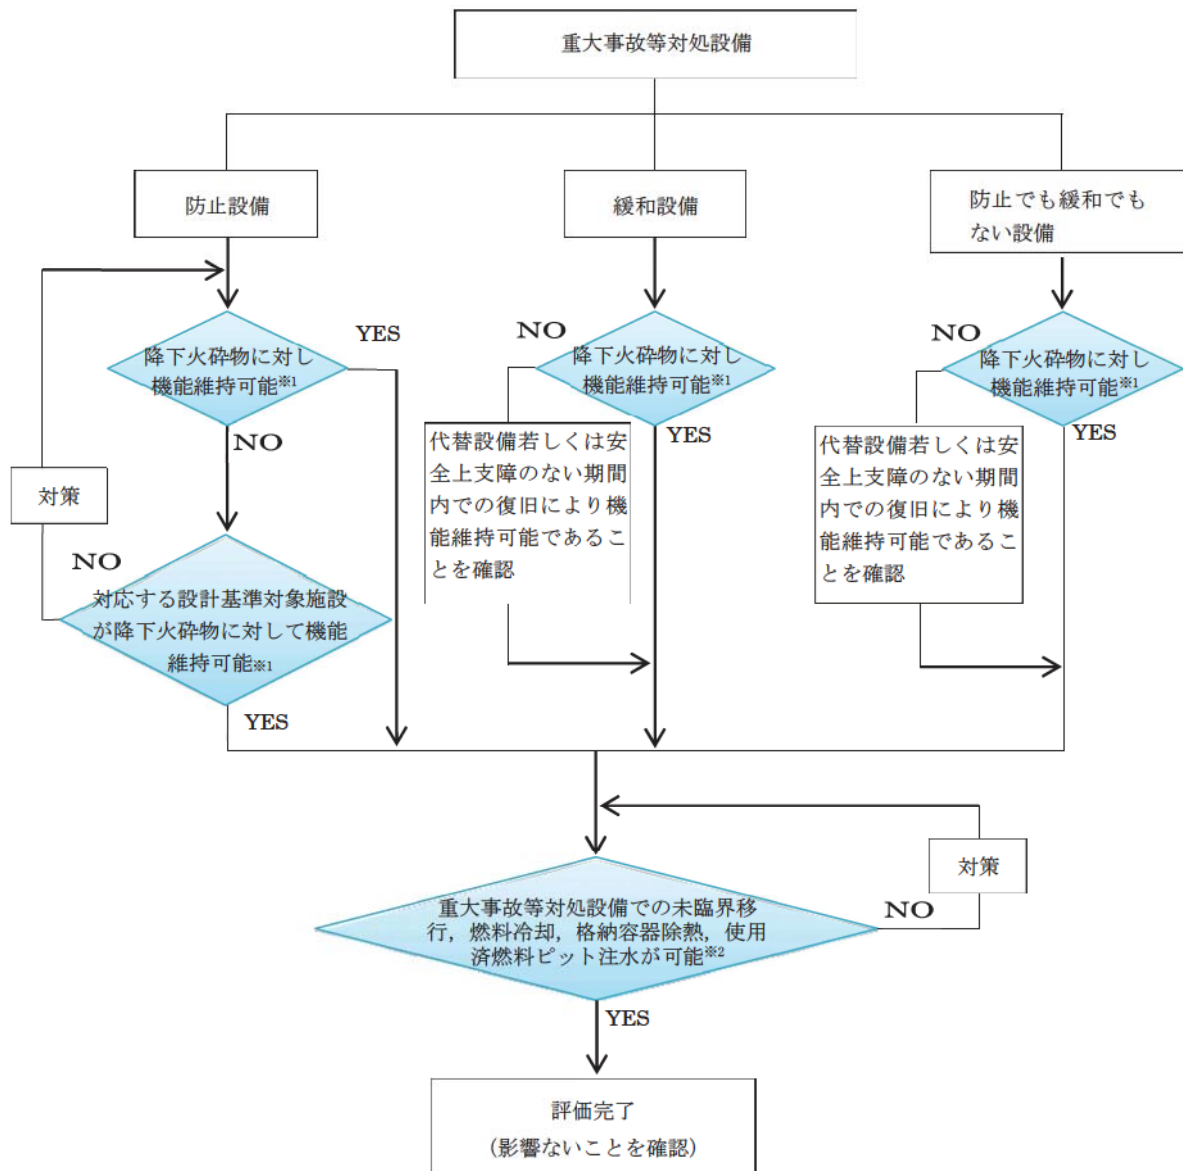 重大事故等対処設備
防止設備
緩和設備
防止でも緩和でも
ない設備
YES
降下火砕物に対し
機能維持可能※1
NO
降下火砕物に対し
機能維持可能※1
NO
降下火砕物に対し
機能維持可能※1
NO
YES
YES
対策
代替設備若しくは安
全上支障のない期間
内での復旧により機
能維持可能であるこ
とを確認
代替設備若しくは安
全上支障のない期間
内での復旧により機
能維持可能であるこ
とを確認
NO
対応する設計基準対象施設
が降下火砕物に対して機能
維持可能※1
YES
対策
重大事故等対処設備での未臨界移
行，燃料冷却，格納容器除熱，使用
済燃料ピット注水が可能※2
NO
YES
評価完了
(影響ないことを確認)